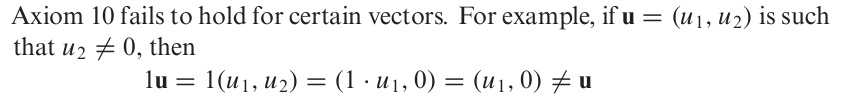 Axiom 10 fails to hold for certain vectors. For example, if u = (u₁, u₂) is such
that u₂ ≠ 0, then
1u = 1(u₁, u₂) = (1 · u₁, 0) = (u₁, 0) ≠ u